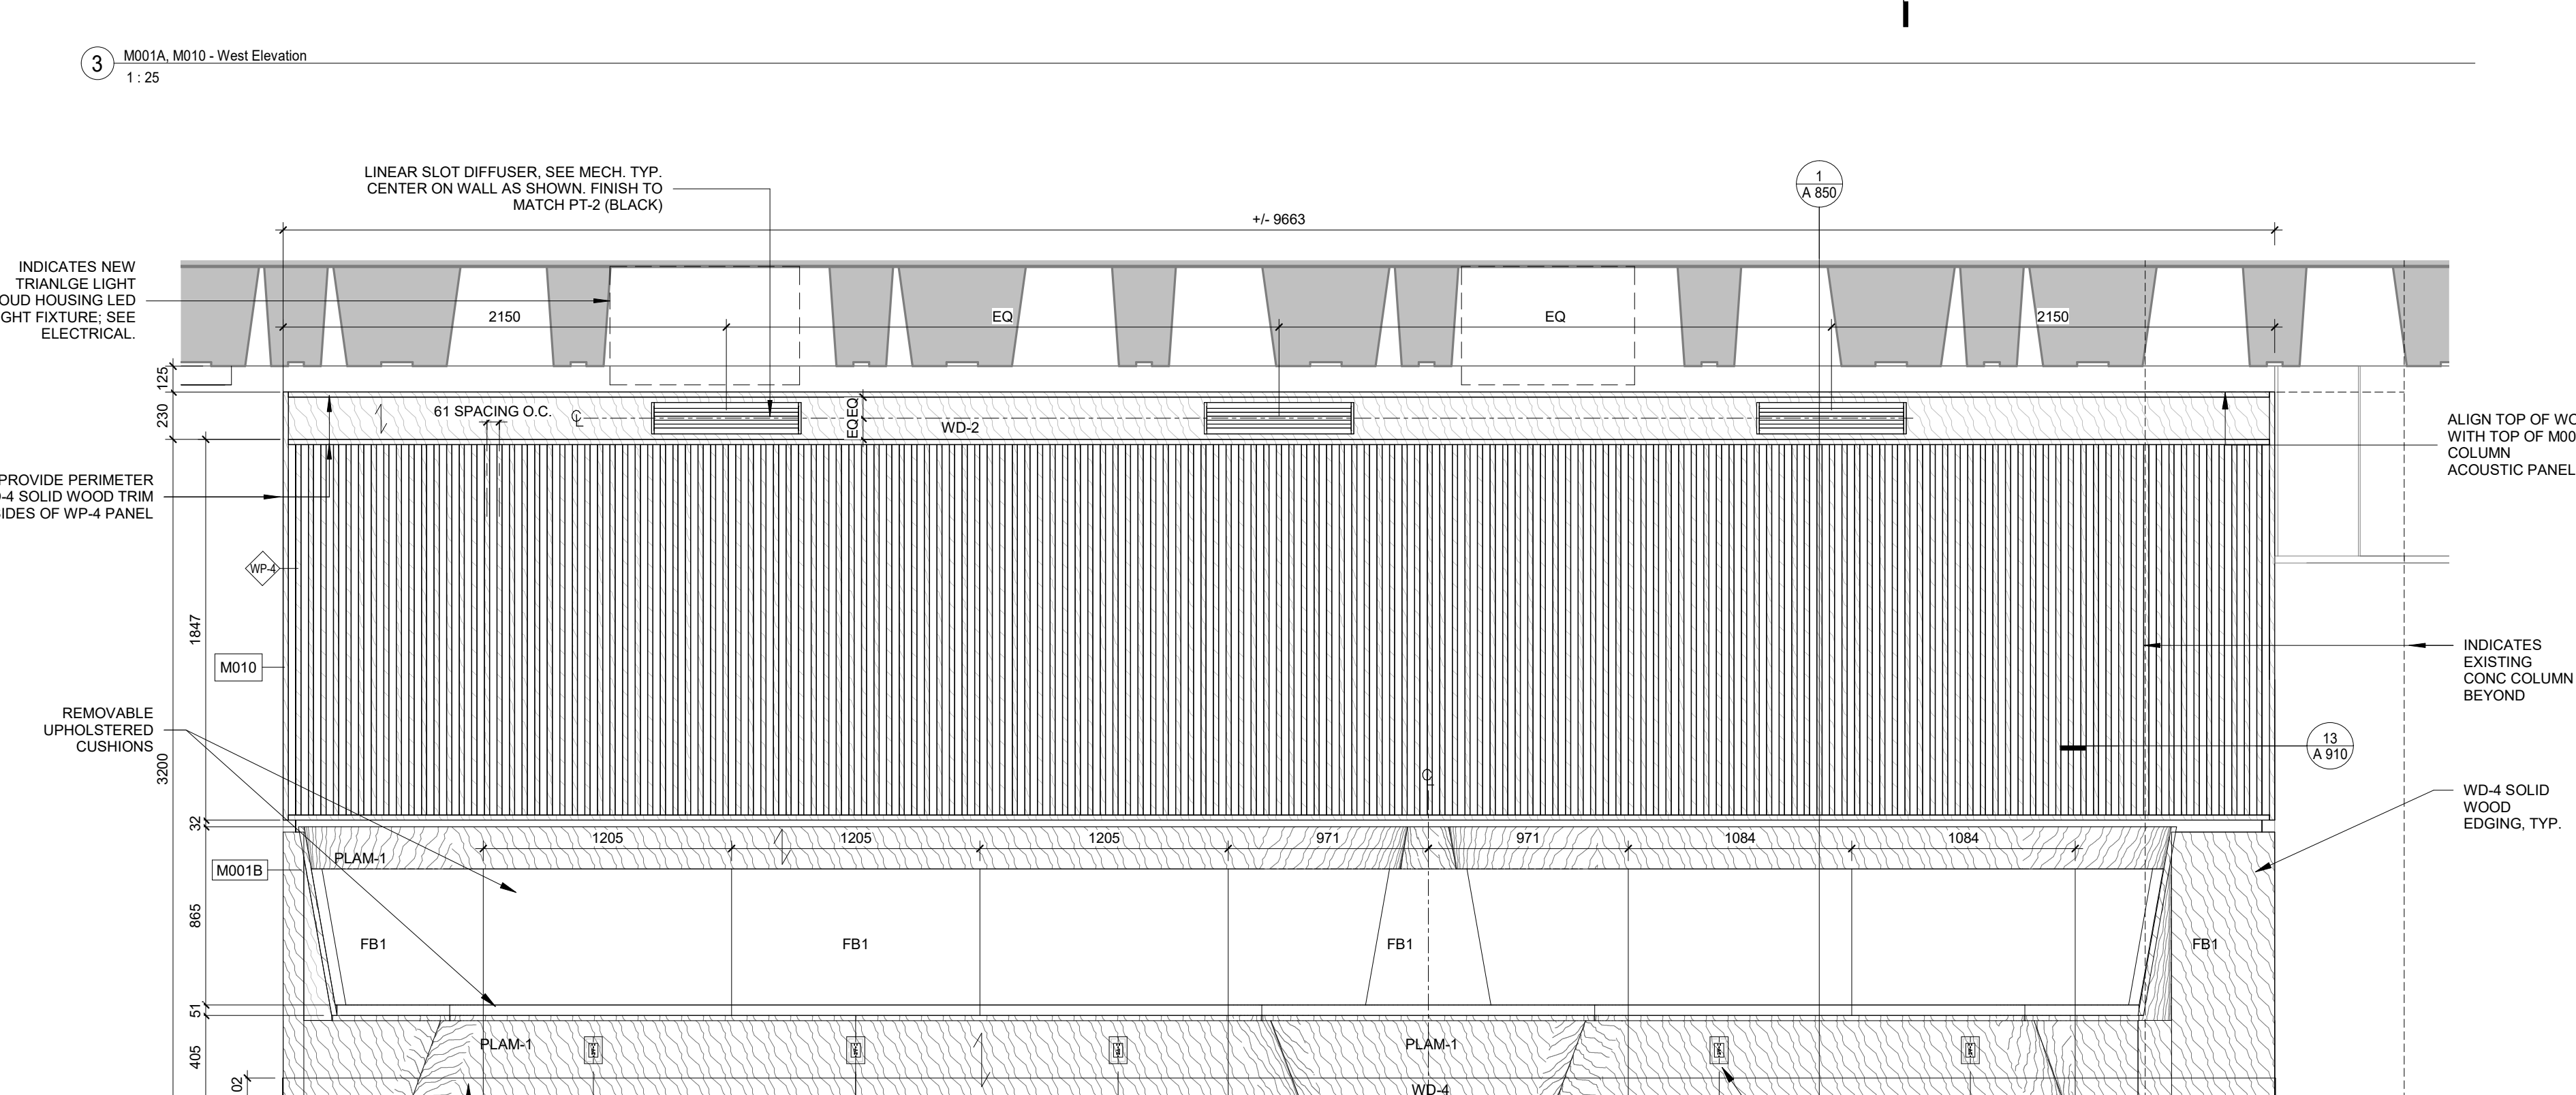 3
M001A, M010 - West Elevation
1 : 25
LINEAR SLOT DIFFUSER, SEE MECH. TYP.
CENTER ON WALL AS SHOWN. FINISH TO
MATCH PT-2 (BLACK)
1
A 850
+/- 9663
INDICATES NEW
TRIANLGE LIGHT
OUD HOUSING LED
GHT FIXTURE; SEE
ELECTRICAL.
2150
EQ
EQ
2150
125
230
61 SPACING O.C.
CL
EQ
EQ
WD-2
ALIGN TOP OF WO
WITH TOP OF M00
COLUMN
ACOUSTIC PANEL
PROVIDE PERIMETER
-4 SOLID WOOD TRIM
IDES OF WP-4 PANEL
WP-4
1847
M010
INDICATES
EXISTING
CONC COLUMN
BEYOND
REMOVABLE
UPHOLSTERED
CUSHIONS
3200
13
A 910
CL
WD-4 SOLID
WOOD
EDGING, TYP.
32
1205
1205
1205
971
971
1084
1084
PLAM-1
M001B
865
FB1
FB1
FB1
FB1
51
405
PLAM-1
PLAM-1
02
WD-4